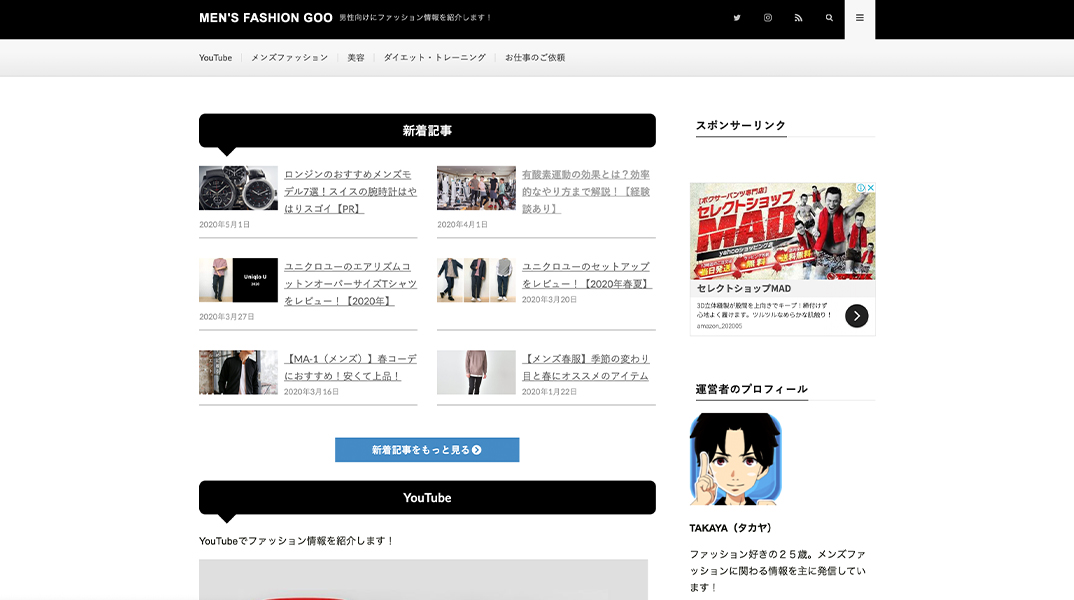 MEN'S FASHION GOO 男性向けにファッション情報を紹介します！
YouTube メンズファッション 美容 ダイエット・トレーニング お仕事のご依頼
新着記事
ロンジンのおすすめメンズモ
デル7選！スイスの腕時計はや
はりスゴイ【PR】
2020年5月1日
有酸素運動の効果とは？効率
的なやり方まで解説！【経験
談あり】
2020年4月1日
Uniqlo U
2020
ユニクロユーのエアリズムコ
ットンオーバーサイズTシャツ
をレビュー！【2020年】
2020年3月27日
ユニクロユーのセットアップ
をレビュー！【2020年春夏】
2020年3月20日
【MA-1（メンズ）】春コーデ
におすすめ！安くて上品！
2020年3月16日
【メンズ春服】季節の変わり
目と春にオススメのアイテム
2020年1月22日
新着記事をもっと見る
YouTube
YouTubeでファッション情報を紹介します！
スポンサーリンク
[ボクサーパンツ専門店]
セレクトショップ
MAD
yahooショッピング店
当日発送 無料 送料無料
セレクトショップMAD
3D立体縫製が股間を上向きでキープ！締付けず
心地よく履けます。ツルツルなめらかな肌触り！
amazon_202005
運営者のプロフィール
TAKAYA（タカヤ）
ファッション好きの２５歳。メンズファ
ッションに関わる情報を主に発信してい
ます！